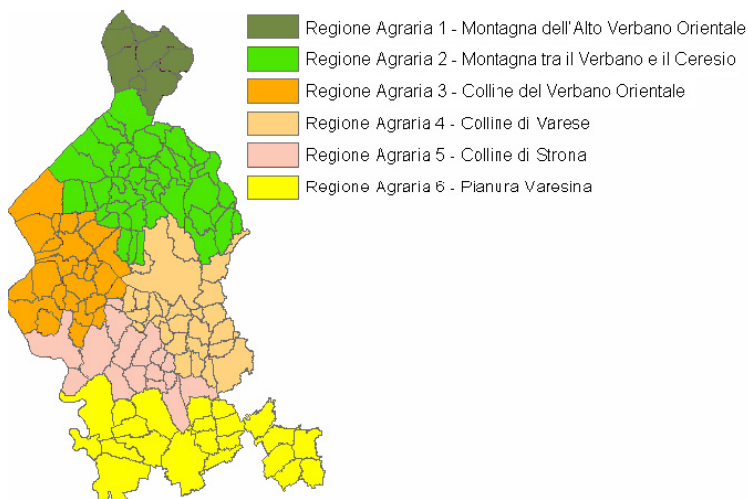 Regione Agraria 1 - Montagna dell'Alto Verbano Orientale
Regione Agraria 2 - Montagna tra il Verbano e il Ceresio
Regione Agraria 3 - Colline del Verbano Orientale
Regione Agraria 4 - Colline di Varese
Regione Agraria 5 - Colline di Strona
Regione Agraria 6 - Pianura Varesina